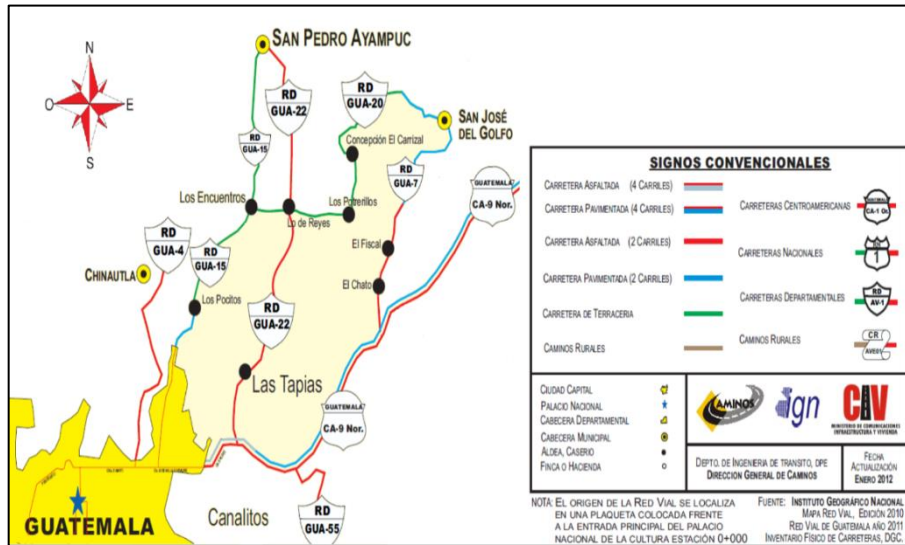 N
O
E
S
SAN PEDRO AYAMPUC
RD
GUA-22
RD
GUA-20
SAN JOSÉ
DEL GOLFO
RD
GUA-15
Concepción El Carrizal
RD
GUA-7
GUATEMALA
CA-9 Nor.
Los Encuentros
Lo de Reyes
Los Potrerillos
RD
GUA-4
RD
GUA-15
El Fiscal
CHINAUTLA
El Chato
Los Pocitos
RD
GUA-22
Las Tapias
GUATEMALA
CA-9 Nor.
GUATEMALA
Canalitos
RD
GUA-55
SIGNOS CONVENCIONALES
CARRETERA ASFALTADA (4 CARRILES)
CARRETERA PAVIMENTADA (4 CARRILES)
CARRETERA ASFALTADA (2 CARRILES)
CARRETERA PAVIMENTADA (2 CARRILES)
CARRETERA DE TERRACERIA
CAMINOS RURALES
CARRETERAS CENTROAMERICANAS
CA-1 Oc.
CARRETERAS NACIONALES
1
CARRETERAS DEPARTAMENTALES
RD
AV-1
CAMINOS RURALES
CR
AVE01
CIUDAD CAPITAL
PALACIO NACIONAL
CABECERA DEPARTAMENTAL
CABECERA MUNICIPAL
ALDEA, CASERIO
FINCA O HACIENDA
CAMINOS
ign
CIV
MINISTERIO DE COMUNICACIONES
INFRAESTRUCTURA Y VIVIENDA
DEPTO. DE INGENIERIA DE TRANSITO, DPE
DIRECCION GENERAL DE CAMINOS
FECHA
ACTUALIZACIÓN
ENERO 2012
NOTA: EL ORIGEN DE LA RED VIAL SE LOCALIZA
EN UNA PLAQUETA COLOCADA FRENTE
A LA ENTRADA PRINCIPAL DEL PALACIO
NACIONAL DE LA CULTURA ESTACIÓN 0+000
FUENTE: INSTITUTO GEOGRÁFICO NACIONAL
MAPA RED VIAL, EDICIÓN 2010
RED VIAL DE GUATEMALA AÑO 2011
INVENTARIO FÍSICO DE CARRETERAS, DGC.